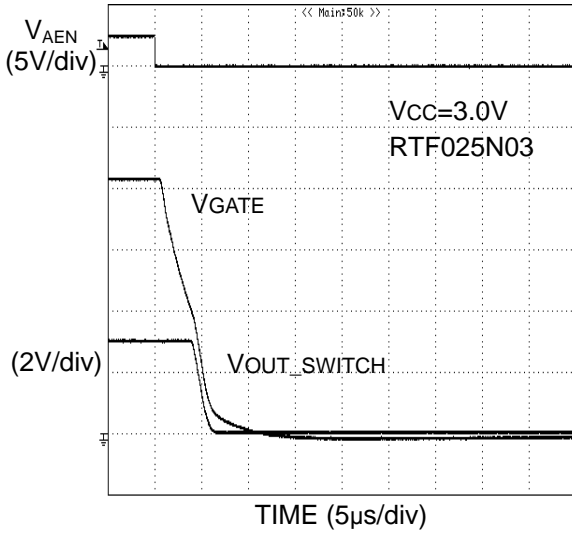 << Main:50k >>
VAEN
(5V/div)
VCC=3.0V
RTF025N03
VGATE
(2V/div)
VOUT_SWITCH
TIME (5μs/div)